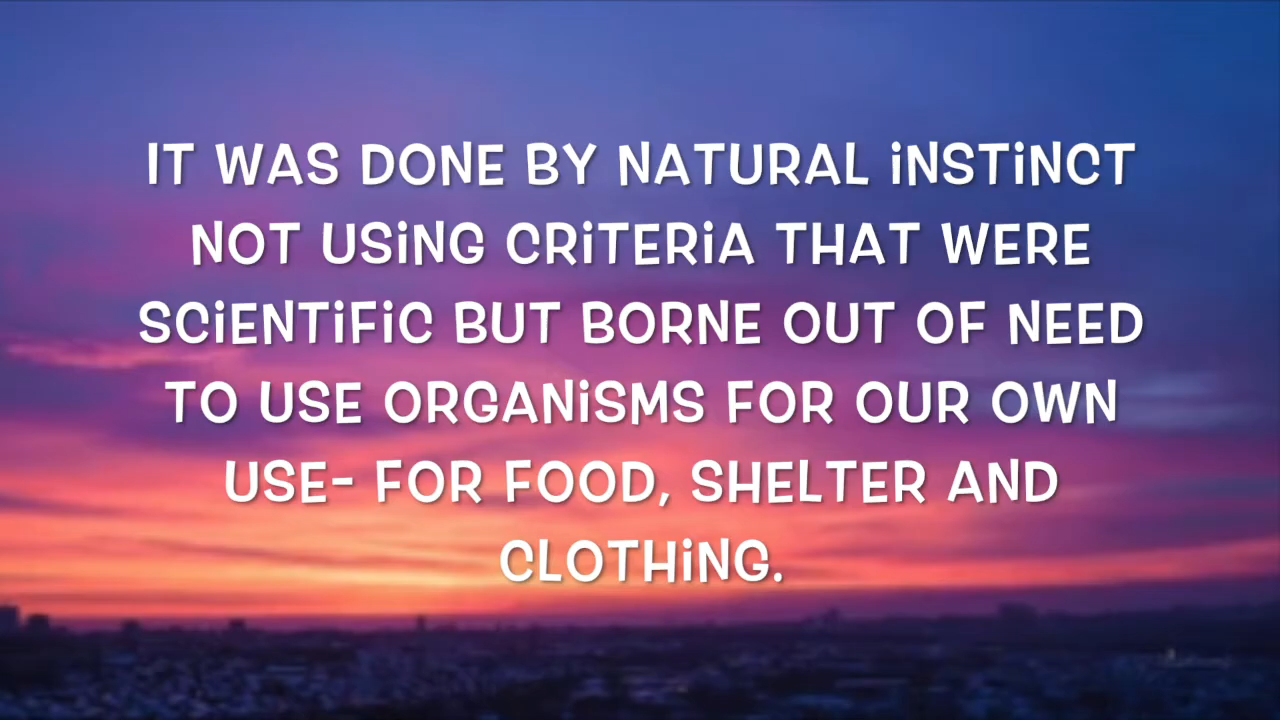 IT WAS DONE BY NATURAL iNSTiNCT
NOT USiNG CRiTERiA THAT WERE
SCiENTiFiC BUT BORNE OUT OF NEED
TO USE ORGANiSMS FOR OUR OWN
USE- FOR FOOD, SHELTER AND
CLOTHiNG.